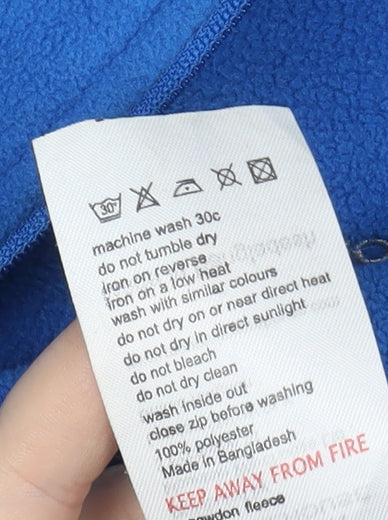 30°
machine wash 30c
do not tumble dry
iron on reverse
iron on a low heat
wash with similar colours
do not dry on or near direct heat
do not dry in direct sunlight
do not bleach
do not dry clean
wash inside out
close zip before washing
100% polyester
Made in Bangladesh
KEEP AWAY FROM FIRE
fleece